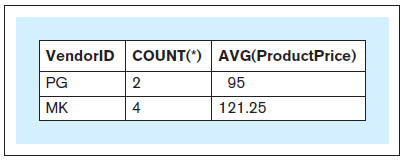 VendorID COUNT(*) AVG(ProductPrice)
PG 2 95
MK 4 121.25